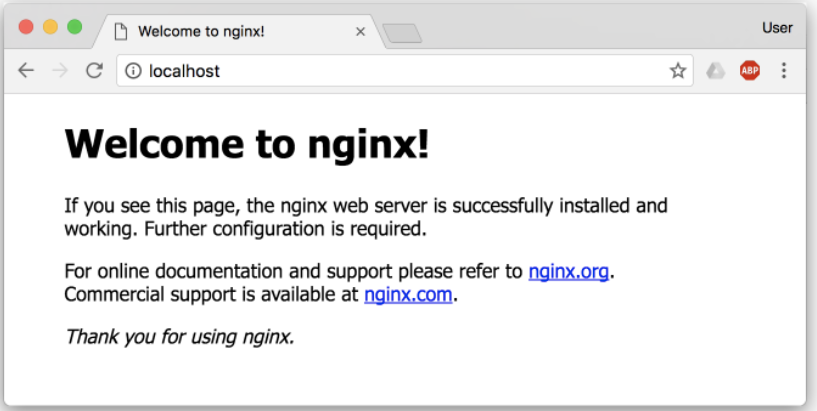 Welcome to nginx!
User
localhost
ABP
Welcome to nginx!
If you see this page, the nginx web server is successfully installed and
working. Further configuration is required.
For online documentation and support please refer to nginx.org.
Commercial support is available at nginx.com.
Thank you for using nginx.